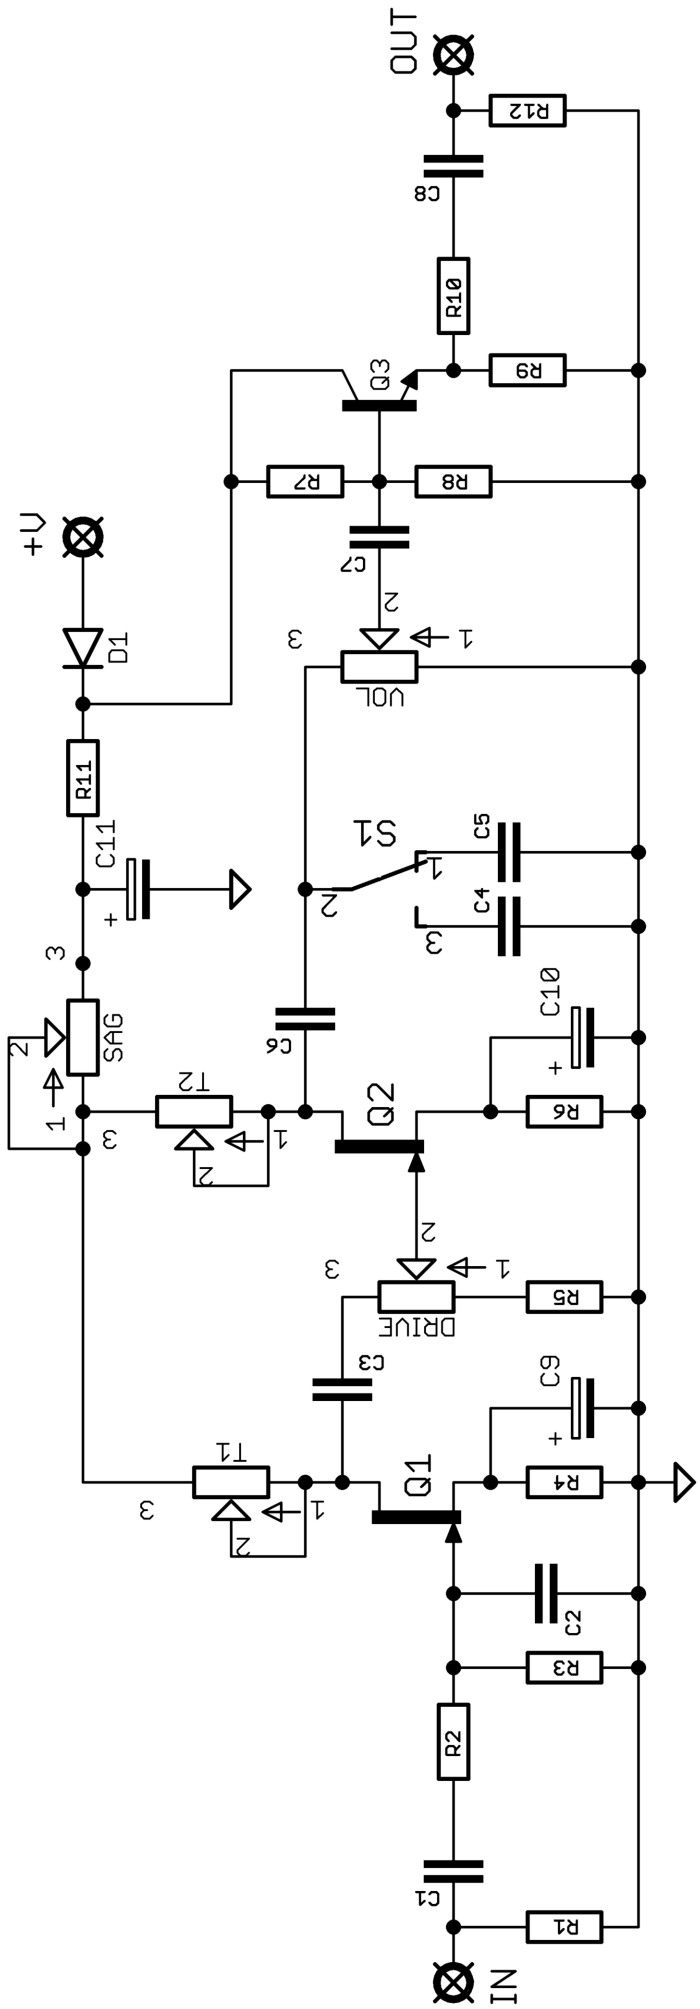 OUT
R12
C8
R10
Q3
R9
R7
R8
C7
+V
D1
2
3
1
VOL
R11
C11
+
S1
2
1
3
C5
C4
3
2
SAG
1
C6
C10
+
T2
3
1
2
Q2
R6
2
3
1
DRIVE
R5
C3
C9
+
T1
3
1
2
Q1
R4
C2
R3
R2
C1
R1
IN